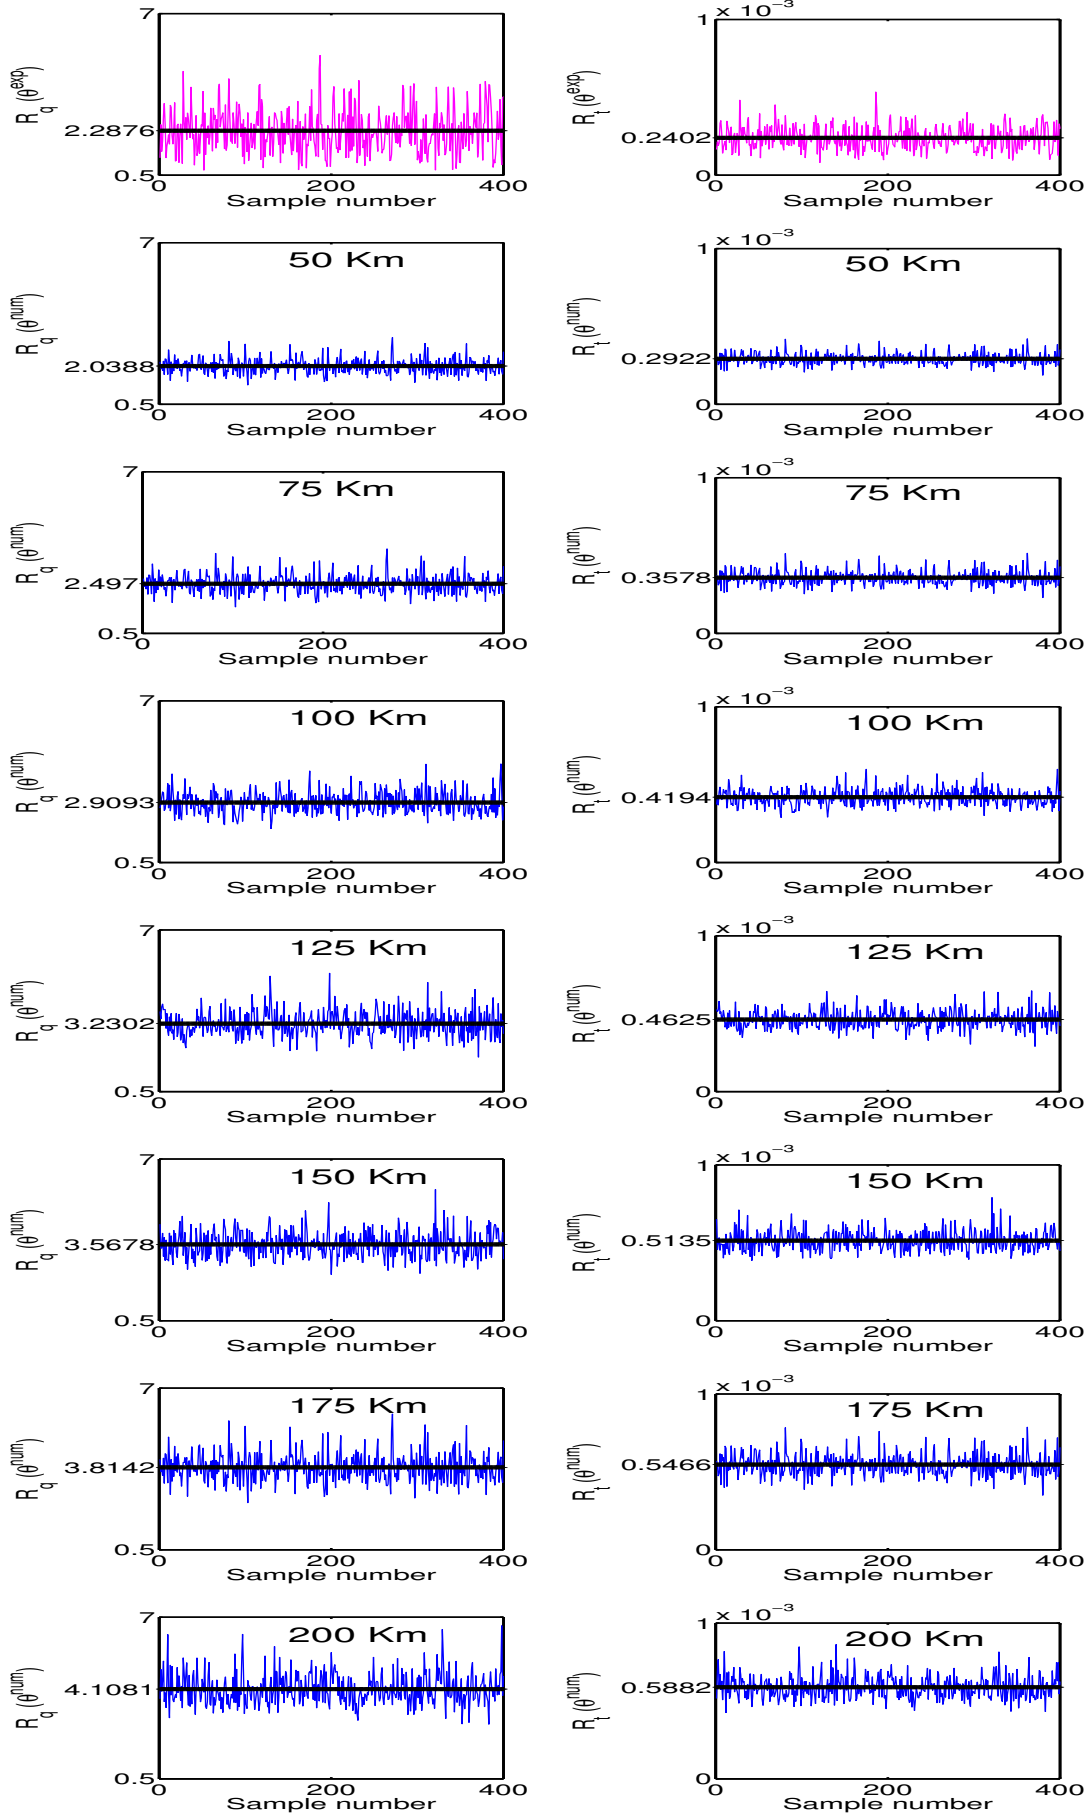 7
R_q(θ^exp)
2.2876
0.5
0 200 400
Sample number
1 x 10^−3
R_t(θ^exp)
0.2402
0
0 200 400
Sample number
7
50 Km
R_q(θ^num)
2.0388
0.5
0 200 400
Sample number
1 x 10^−3
50 Km
R_t(θ^num)
0.2922
0
0 200 400
Sample number
7
75 Km
R_q(θ^num)
2.497
0.5
0 200 400
Sample number
1 x 10^−3
75 Km
R_t(θ^num)
0.3578
0
0 200 400
Sample number
7
100 Km
R_q(θ^num)
2.9093
0.5
0 200 400
Sample number
1 x 10^−3
100 Km
R_t(θ^num)
0.4194
0
0 200 400
Sample number
7
125 Km
R_q(θ^num)
3.2302
0.5
0 200 400
Sample number
1 x 10^−3
125 Km
R_t(θ^num)
0.4625
0
0 200 400
Sample number
7
150 Km
R_q(θ^num)
3.5678
0.5
0 200 400
Sample number
1 x 10^−3
150 Km
R_t(θ^num)
0.5135
0
0 200 400
Sample number
7
175 Km
R_q(θ^num)
3.8142
0.5
0 200 400
Sample number
1 x 10^−3
175 Km
R_t(θ^num)
0.5466
0
0 200 400
Sample number
7
200 Km
R_q(θ^num)
4.1081
0.5
0 200 400
Sample number
1 x 10^−3
200 Km
R_t(θ^num)
0.5882
0
0 200 400
Sample number